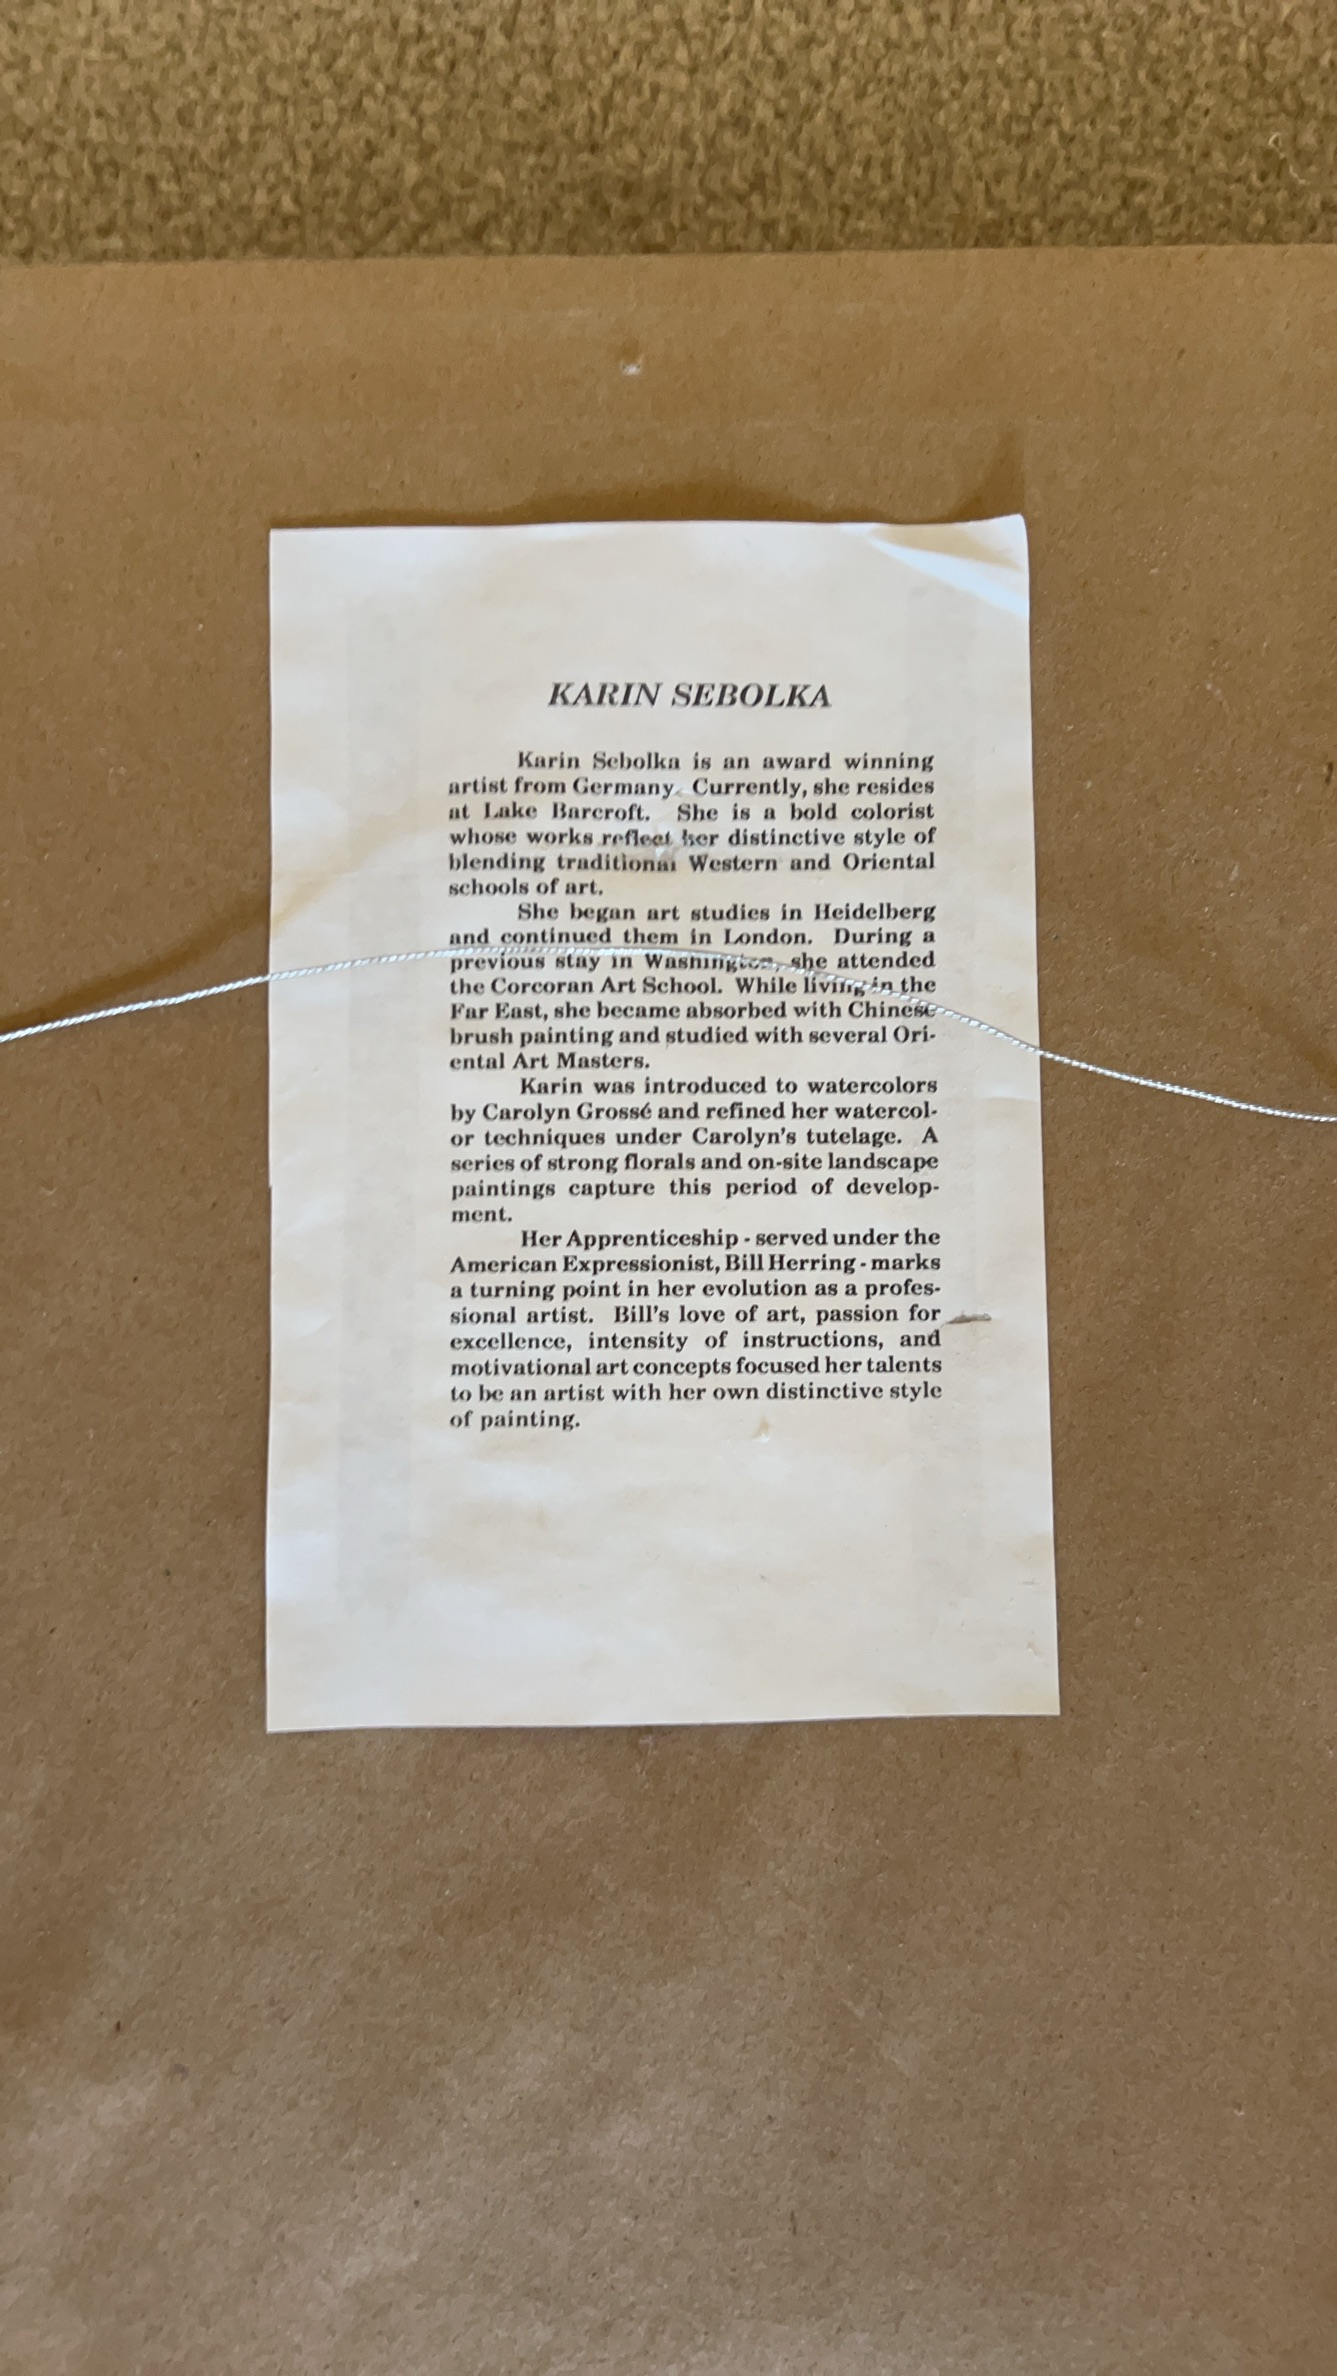 KARIN SEBOLKA
Karin Sebolka is an award winning
artist from Germany. Currently, she resides
at Lake Barcroft. She is a bold colorist
whose works reflect her distinctive style of
blending traditional Western and Oriental
schools of art.
She began art studies in Heidelberg
and continued them in London. During a
previous stay in Washington, she attended
the Corcoran Art School. While living in the
Far East, she became absorbed with Chinese
brush painting and studied with several Ori-
ental Art Masters.
Karin was introduced to watercolors
by Carolyn Grossé and refined her watercol-
or techniques under Carolyn's tutelage. A
series of strong florals and on-site landscape
paintings capture this period of develop-
ment.
Her Apprenticeship - served under the
American Expressionist, Bill Herring - marks
a turning point in her evolution as a profes-
sional artist. Bill's love of art, passion for
excellence, intensity of instructions, and
motivational art concepts focused her talents
to be an artist with her own distinctive style
of painting.